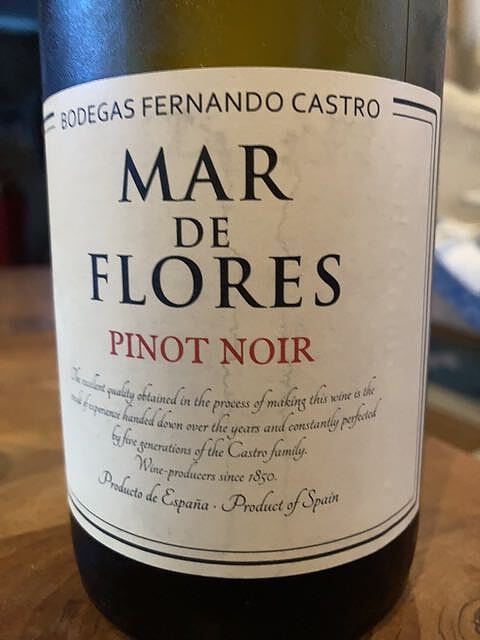 BODEGAS FERNANDO CASTRO
MAR
DE
FLORES
PINOT NOIR
The excellent quality obtained in the process of making this wine is the
result of experience handed down over the years and constantly perfected
by five generations of the Castro family.
Wine-producers since 1850.
Producto de España · Product of Spain